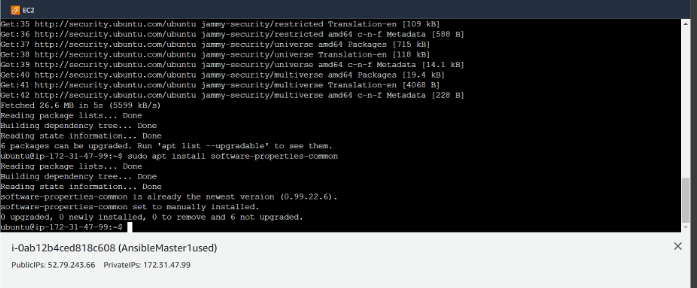 EC2
Get:35 http://security.ubuntu.com/ubuntu jammy-security/restricted Translation-en [109 kB]
Get:36 http://security.ubuntu.com/ubuntu jammy-security/restricted amd64 c-n-f Metadata [588 B]
Get:37 http://security.ubuntu.com/ubuntu jammy-security/universe amd64 Packages [715 kB]
Get:38 http://security.ubuntu.com/ubuntu jammy-security/universe Translation-en [118 kB]
Get:39 http://security.ubuntu.com/ubuntu jammy-security/universe amd64 c-n-f Metadata [14.1 kB]
Get:40 http://security.ubuntu.com/ubuntu jammy-security/multiverse amd64 Packages [19.4 kB]
Get:41 http://security.ubuntu.com/ubuntu jammy-security/multiverse Translation-en [4068 B]
Get:42 http://security.ubuntu.com/ubuntu jammy-security/multiverse amd64 c-n-f Metadata [228 B]
Fetched 26.6 MB in 5s (5599 kB/s)
Reading package lists... Done
Building dependency tree... Done
Reading state information... Done
6 packages can be upgraded. Run 'apt list --upgradable' to see them.
ubuntu@ip-172-31-47-99:~$ sudo apt install software-properties-common
Reading package lists... Done
Building dependency tree... Done
Reading state information... Done
software-properties-common is already the newest version (0.99.22.6).
software-properties-common set to manually installed.
0 upgraded, 0 newly installed, 0 to remove and 6 not upgraded.
ubuntu@ip-172-31-47-99:~$
i-0ab12b4ced818c608 (AnsibleMaster1used)
PublicIPs: 52.79.243.66 PrivateIPs: 172.31.47.99